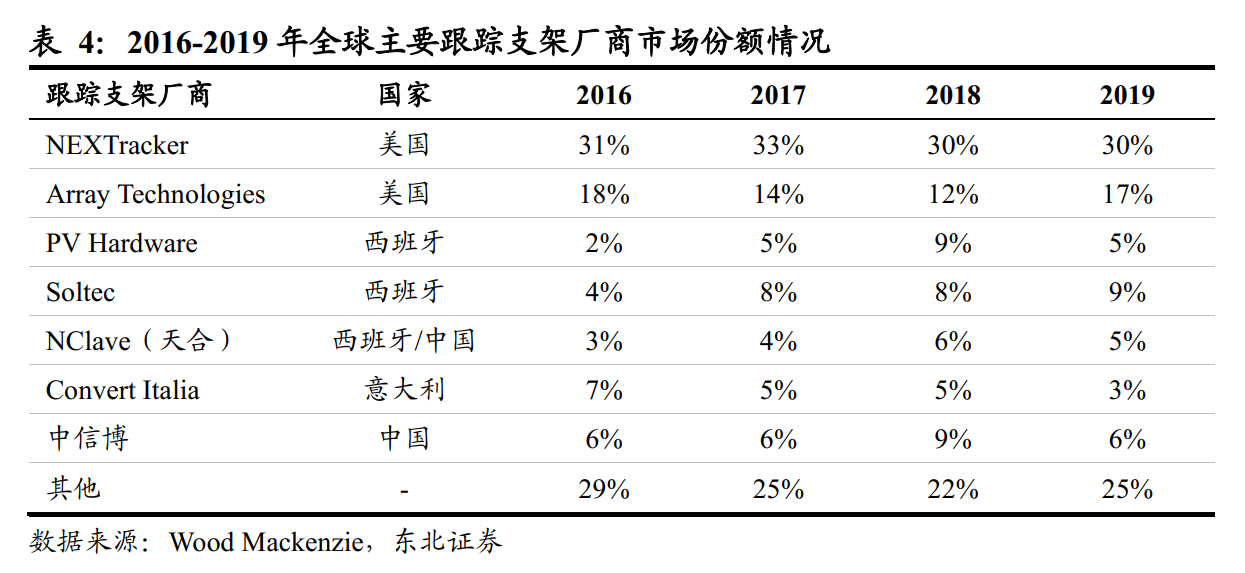 表 4：2016-2019 年全球主要跟踪支架厂商市场份额情况
跟踪支架厂商 国家 2016 2017 2018 2019
NEXTracker 美国 31% 33% 30% 30%
Array Technologies 美国 18% 14% 12% 17%
PV Hardware 西班牙 2% 5% 9% 5%
Soltec 西班牙 4% 8% 8% 9%
NClave（天合） 西班牙/中国 3% 4% 6% 5%
Convert Italia 意大利 7% 5% 5% 3%
中信博 中国 6% 6% 9% 6%
其他 - 29% 25% 22% 25%
数据来源：Wood Mackenzie，东北证券